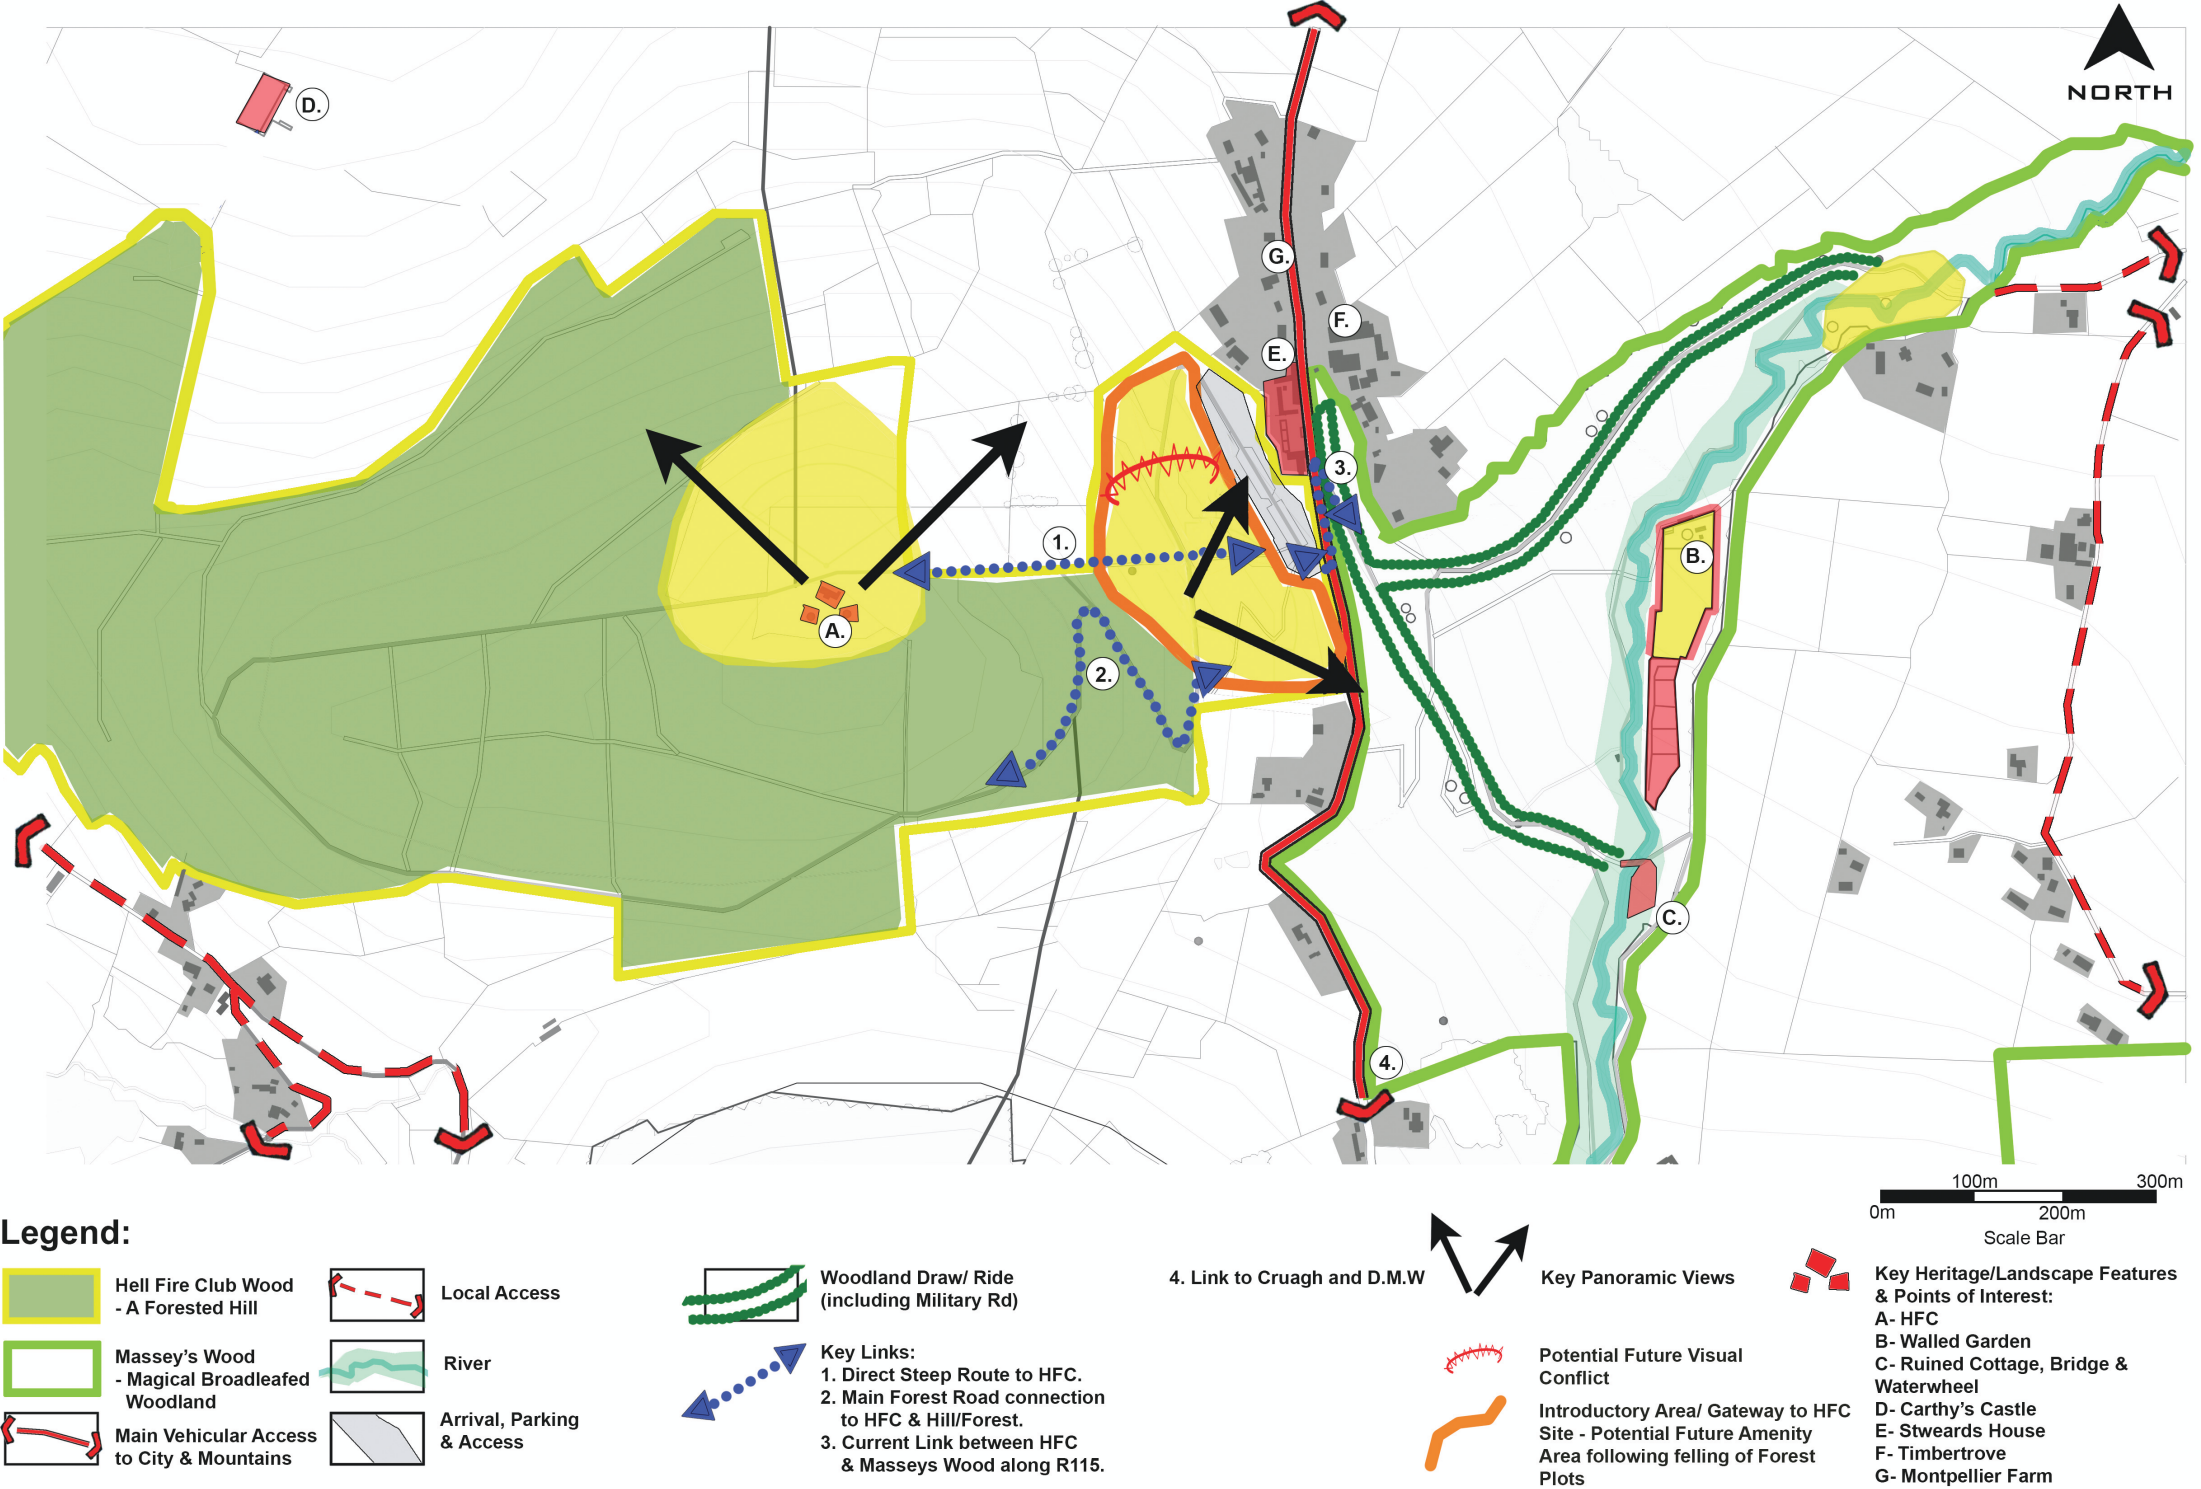 NORTH
D.
G.
F.
E.
3.
1.
B.
A.
2.
C.
4.
100m
300m
0m
200m
Scale Bar
Legend:
Hell Fire Club Wood
- A Forested Hill
Massey's Wood
- Magical Broadleafed
Woodland
Main Vehicular Access
to City & Mountains
Local Access
River
Arrival, Parking
& Access
Woodland Draw/ Ride
(including Military Rd)
Key Links:
1. Direct Steep Route to HFC.
2. Main Forest Road connection
to HFC & Hill/Forest.
3. Current Link between HFC
& Masseys Wood along R115.
4. Link to Cruagh and D.M.W
Key Panoramic Views
Potential Future Visual
Conflict
Introductory Area/ Gateway to HFC
Site - Potential Future Amenity
Area following felling of Forest
Plots
Key Heritage/Landscape Features
& Points of Interest:
A- HFC
B- Walled Garden
C- Ruined Cottage, Bridge &
Waterwheel
D- Carthy's Castle
E- Stweards House
F- Timbertrove
G- Montpellier Farm